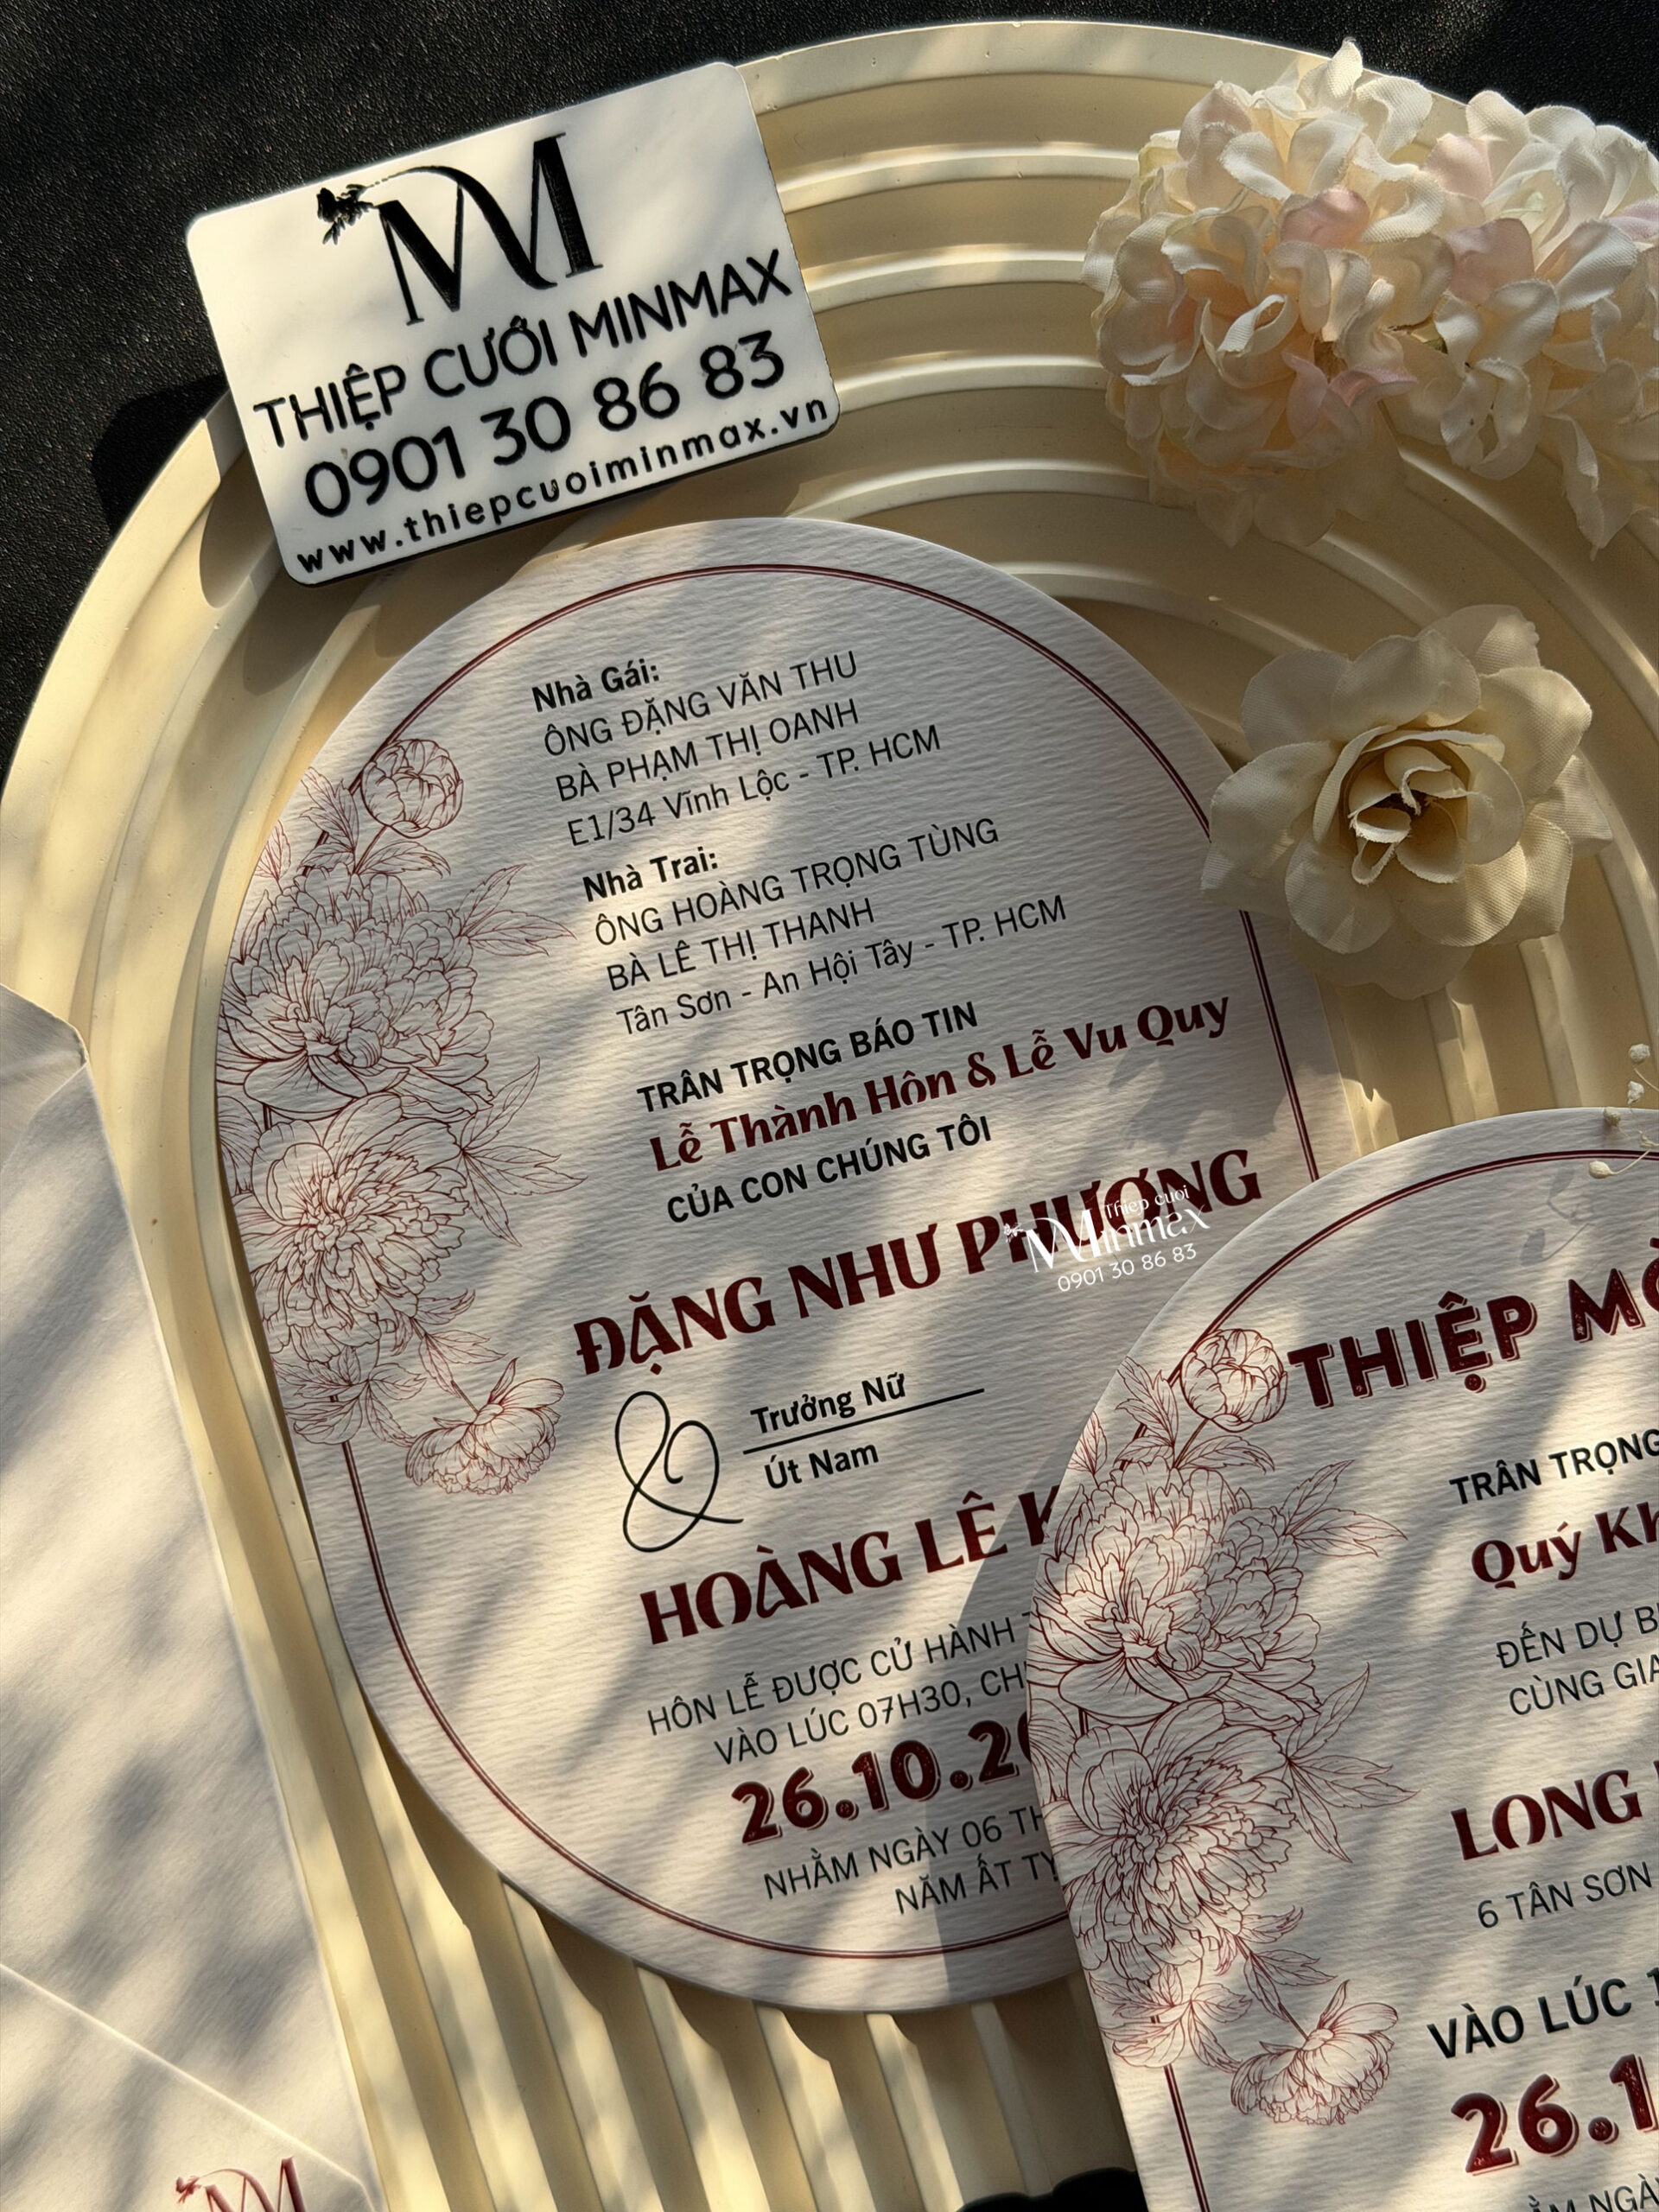 THIỆP CƯỚI MINMAX
0901 30 86 83
www.thiepcuoiminmax.vn
Nhà Gái:
ÔNG ĐẶNG VĂN THU
BÀ PHẠM THỊ OANH
E1/34 Vĩnh Lộc - TP. HCM
Nhà Trai:
ÔNG HOÀNG TRỌNG TÙNG
BÀ LÊ THỊ THANH
Tân Sơn - An Hội Tây - TP. HCM
TRÂN TRỌNG BÁO TIN
Lễ Thành Hôn & Lễ Vu Quy
CỦA CON CHÚNG TÔI
ĐẶNG NHƯ PHƯƠNG
Thiep cuoi
Minmax
0901 30 86 83
&
Trưởng Nữ
Út Nam
HOÀNG LÊ
HÔN LỄ ĐƯỢC CỬ HÀNH
VÀO LÚC 07H30,
26.10.
NHẰM NGÀY 06
NĂM ẤT
THIỆP
TRÂN TRỌNG
Quý
ĐẾN DỰ
CÙNG
LONG
6 TÂN SƠN
VÀO LÚC
26.1